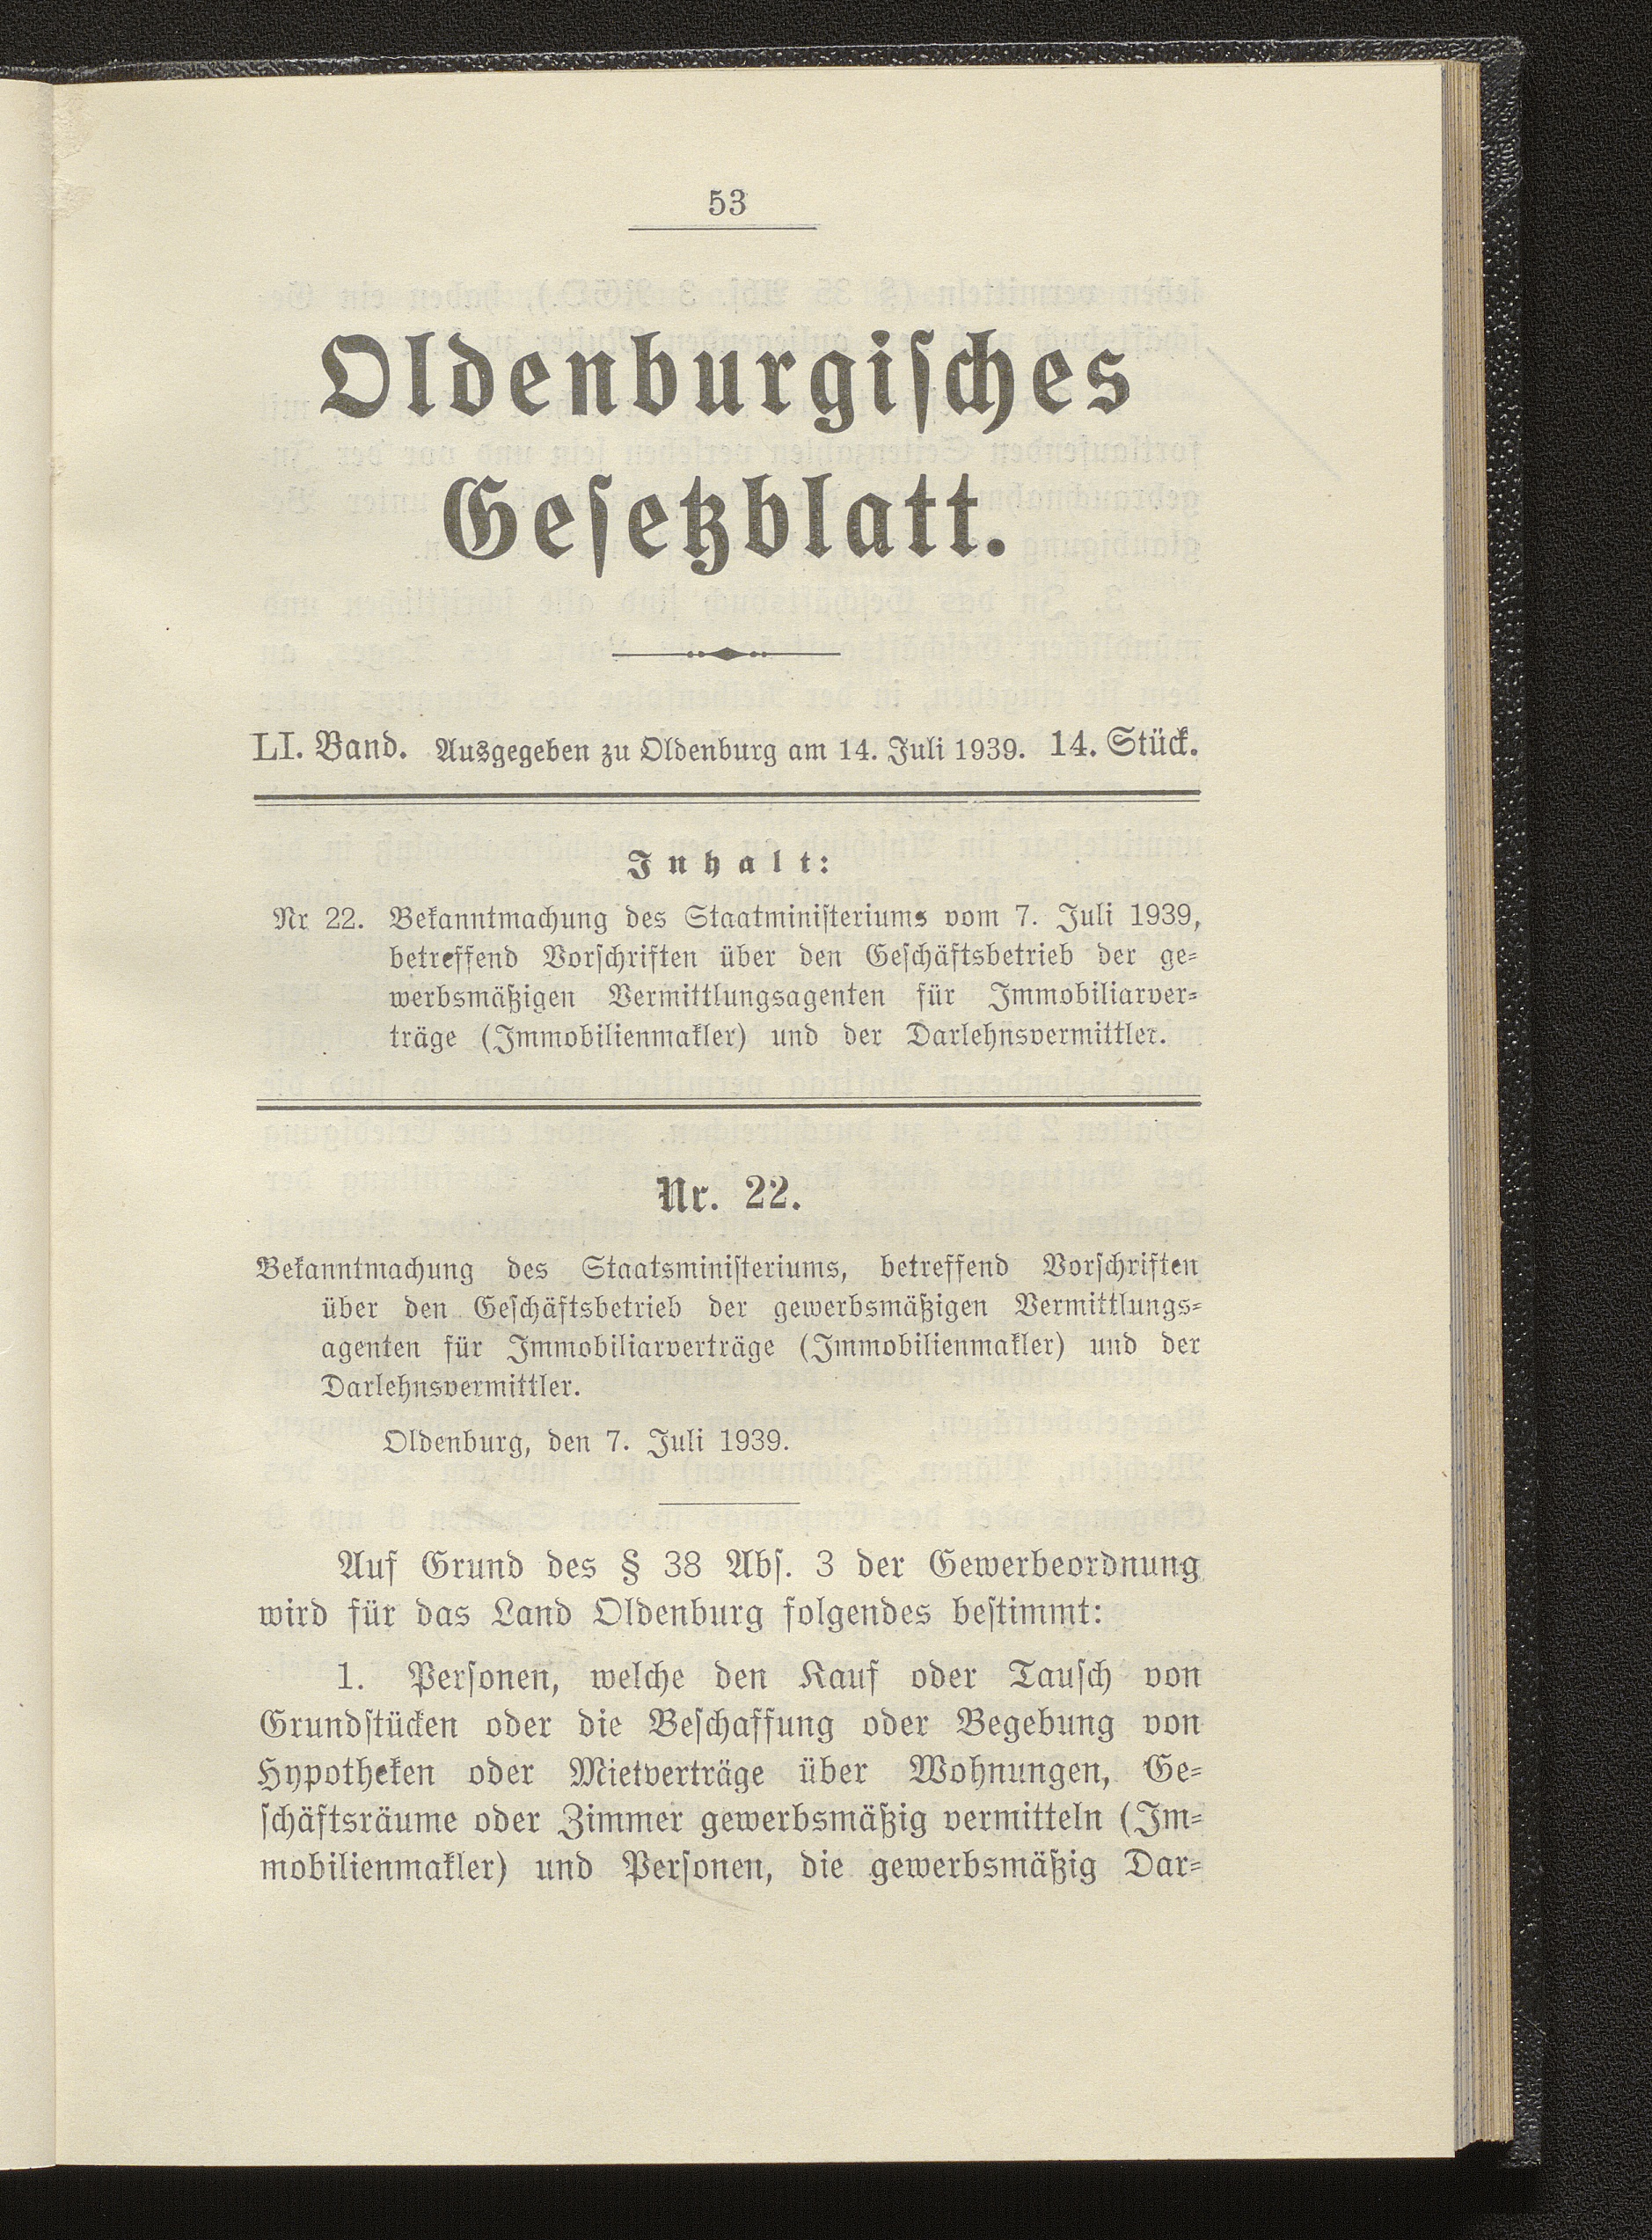 53
Oldenburgisches
Gesetzblatt.
LI. Band. Ausgegeben zu Oldenburg am 14. Juli 1939. 14. Stück.
Inhalt:
Nr 22. Bekanntmachung des Staatministeriums vom 7. Juli 1939,
betreffend Vorschriften über den Geschäftsbetrieb der ge-
werbsmäßigen Vermittlungsagenten für Immobiliarver-
träge (Immobilienmakler) und der Darlehnsvermittler.
Nr. 22.
Bekanntmachung des Staatsministeriums, betreffend Vorschriften
über den Geschäftsbetrieb der gewerbsmäßigen Vermittlungs-
agenten für Immobiliarverträge (Immobilienmakler) und der
Darlehnsvermittler.
Oldenburg, den 7. Juli 1939.
Auf Grund des § 38 Abs. 3 der Gewerbeordnung
wird für das Land Oldenburg folgendes bestimmt:
1. Personen, welche den Kauf oder Tausch von
Grundstücken oder die Beschaffung oder Begebung von
Hypotheken oder Mietverträge über Wohnungen, Ge-
schäftsräume oder Zimmer gewerbsmäßig vermitteln (Im-
mobilienmakler) und Personen, die gewerbsmäßig Dar-